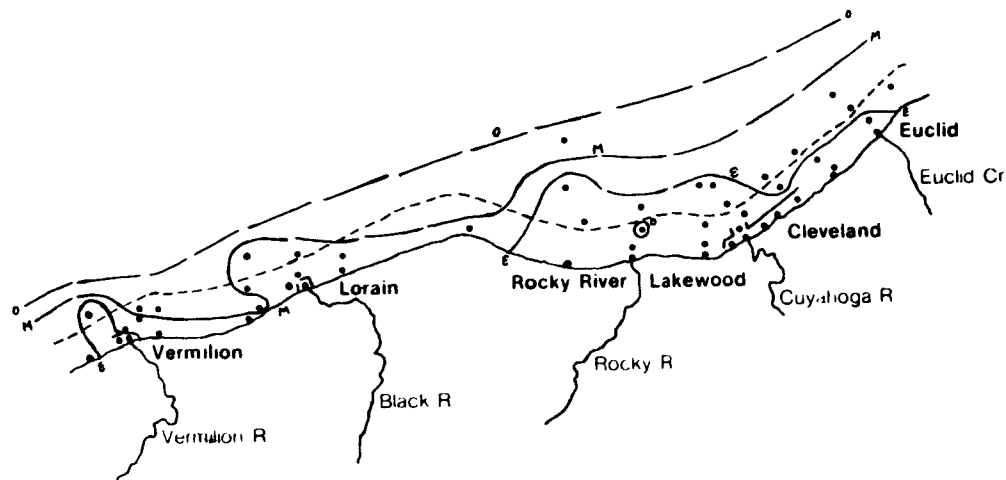 O
M
O
M
E
Euclid
E
Euclid Cr
O
Cleveland
E
Rocky River
Lakewood
Cuyahoga R
O
M
M
Lorain
Vermilion
E
Rocky R
Black R
Vermilion R